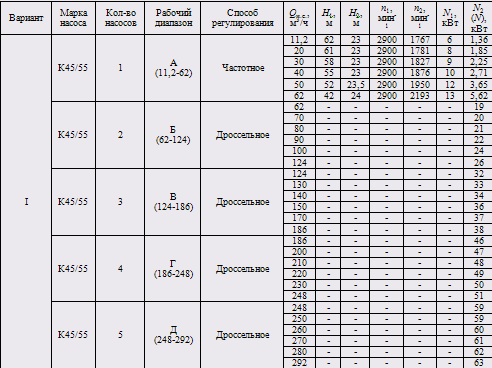 Вариант Марка насоса Кол-во насосов Рабочий диапазон Способ регулирования м³/ч H₁, м H₂, м n₁, мин⁻¹ n₂, мин⁻¹ N₁, кВт N₂ (N), кВт
I
К45/55 1 А (11,2-62) Частотное
11,2 62 23 2900 1767 6 1,36
20 61 23 2900 1781 8 1,85
30 58 23 2900 1827 9 2,25
40 55 23 2900 1876 10 2,71
50 52 23,5 2900 1950 12 3,65
62 42 24 2900 2193 13 5,62
К45/55 2 Б (62-124) Дроссельное
62 - - - - - 19
70 - - - - - 20
80 - - - - - 21
90 - - - - - 22
100 - - - - - 24
124 - - - - - 26
К45/55 3 В (124-186) Дроссельное
124 - - - - - 32
130 - - - - - 33
140 - - - - - 34
150 - - - - - 36
170 - - - - - 37
186 - - - - - 38
К45/55 4 Г (186-248) Дроссельное
186 - - - - - 46
200 - - - - - 47
210 - - - - - 48
220 - - - - - 49
230 - - - - - 50
248 - - - - - 51
К45/55 5 Д (248-292) Дроссельное
248 - - - - - 59
250 - - - - - 59
260 - - - - - 60
270 - - - - - 61
280 - - - - - 62
292 - - - - - 63